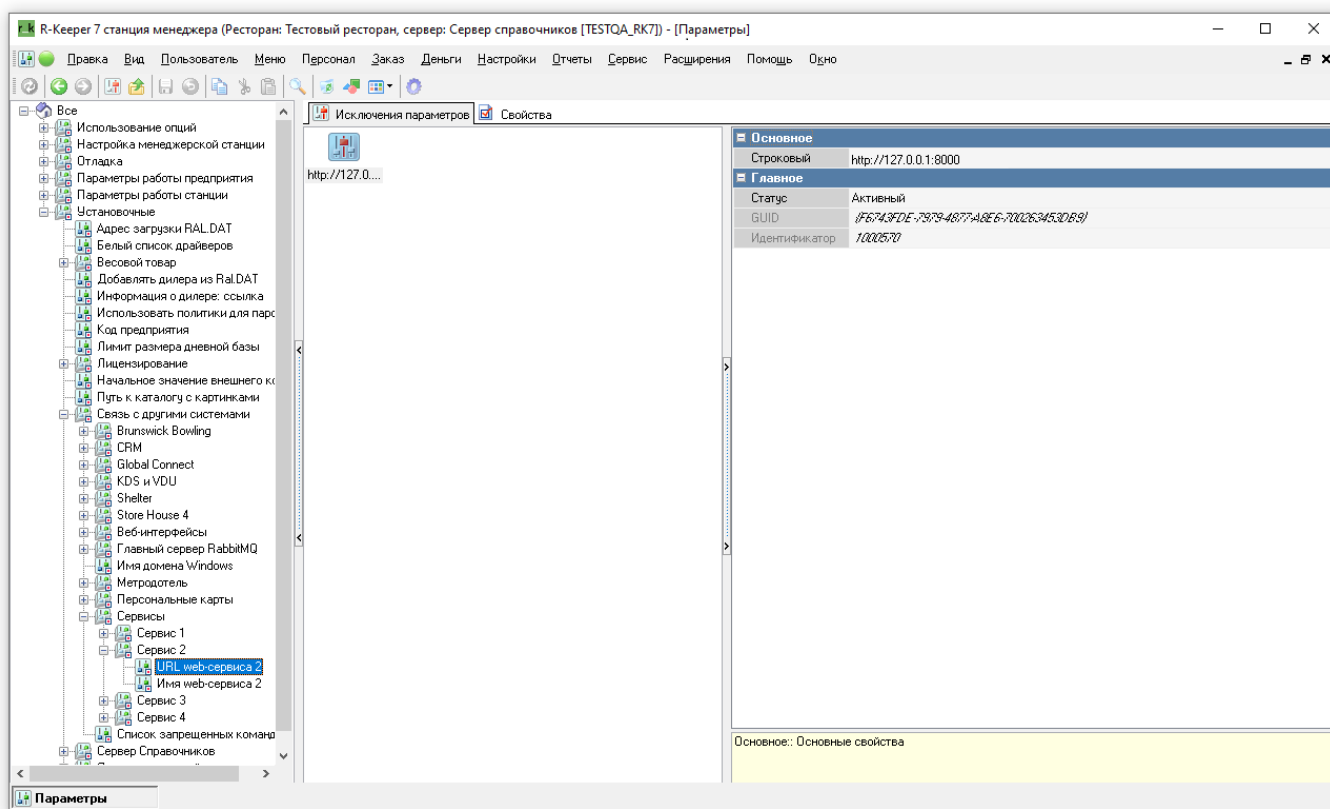 R-Keeper 7 станция менеджера (Ресторан: Тестовый ресторан, сервер: Сервер справочников [TESTQA_RK7]) - [Параметры]
Правка Вид Пользователь Меню Персонал Заказ Деньги Настройки Отчеты Сервис Расширения Помощь Окно
Все
Использование опций
Настройка менеджерской станции
Отладка
Параметры работы предприятия
Параметры работы станции
Установочные
Адрес загрузки RAL.DAT
Белый список драйверов
Весовой товар
Добавлять дилера из Ral.DAT
Информация о дилере: ссылка
Использовать политики для паро
Код предприятия
Лимит размера дневной базы
Лицензирование
Начальное значение внешнего ко
Путь к каталогу с картинками
Связь с другими системами
Brunswick Bowling
CRM
Global Connect
KDS и VDU
Shelter
Store House 4
Веб-интерфейсы
Главный сервер RabbitMQ
Имя домена Windows
Метродотель
Персональные карты
Сервисы
Сервис 1
Сервис 2
URL web-сервиса 2
Имя web-сервиса 2
Сервис 3
Сервис 4
Список запрещенных команд
Сервер Справочников
Исключения параметров Свойства
http://127.0....
Основное
Строковый http://127.0.0.1:8000
Главное
Статус Активный
GUID {F6743FDE-7979-4877-A8E6-700263453DB9}
Идентификатор 1000570
Основное:: Основные свойства
Параметры